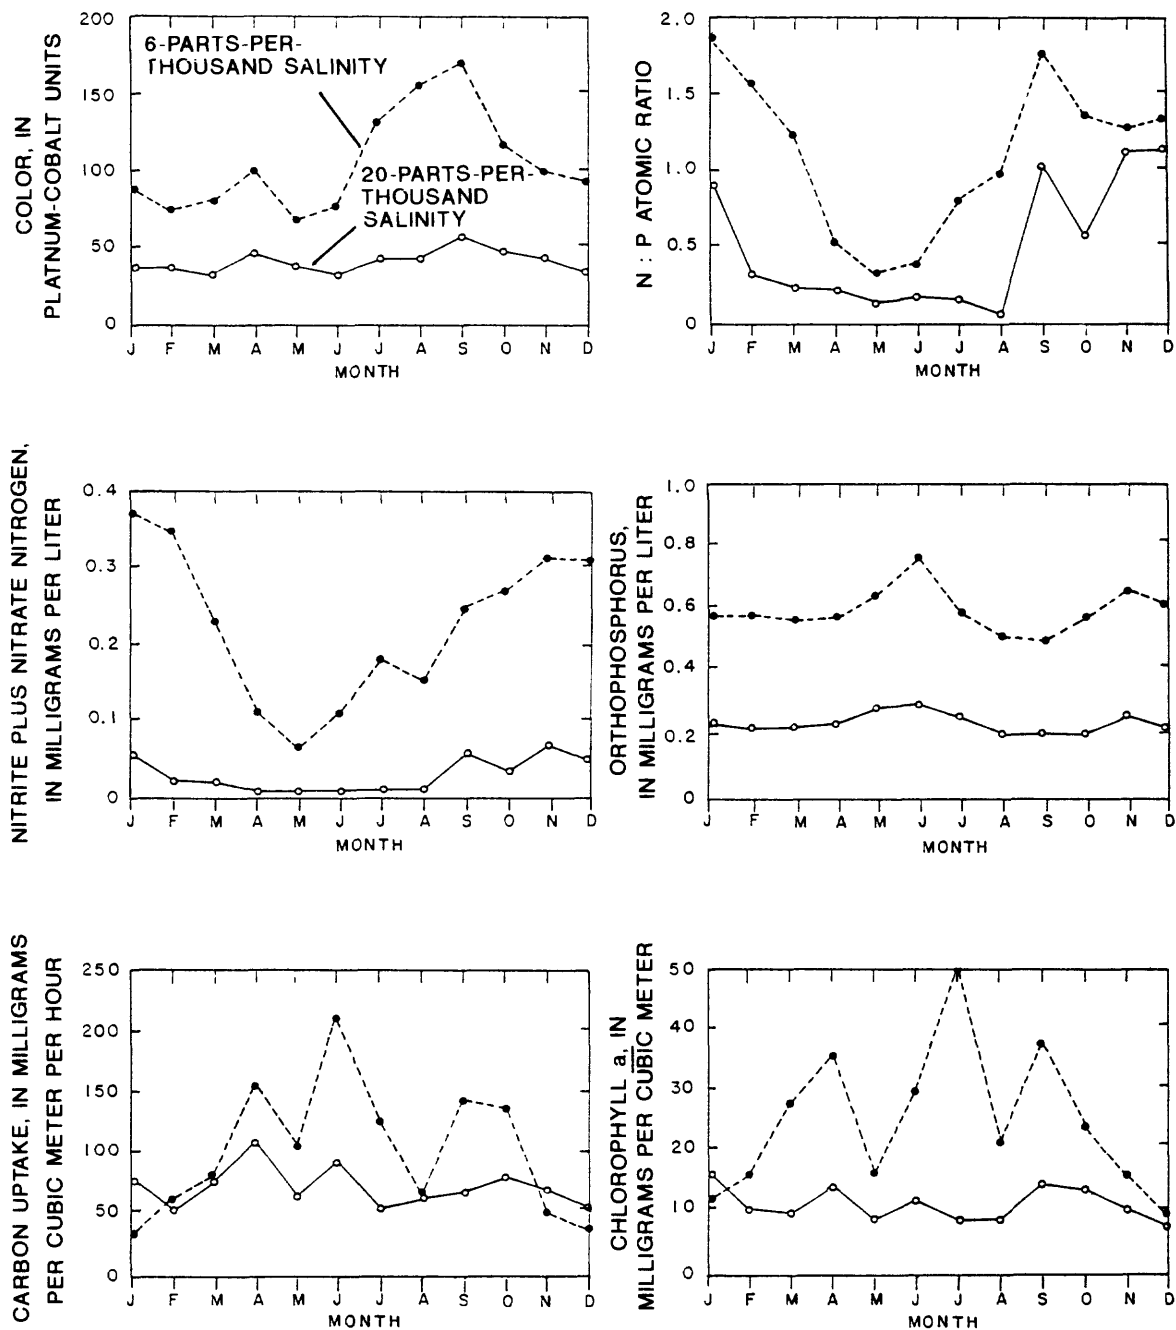 COLOR, IN
PLATNUM-COBALT UNITS
200
150
100
50
0
6-PARTS-PER-
THOUSAND SALINITY
20-PARTS-PER-
THOUSAND
SALINITY
J F M A M J J A S O N D
MONTH
N : P ATOMIC RATIO
2.0
1.5
1.0
0.5
0
J F M A M J J A S O N D
MONTH
NITRITE PLUS NITRATE NITROGEN,
IN MILLIGRAMS PER LITER
0.4
0.3
0.2
0.1
0
J F M A M J J A S O N D
MONTH
ORTHOPHOSPHORUS,
IN MILLIGRAMS PER LITER
1.0
0.8
0.6
0.4
0.2
0
J F M A M J J A S O N D
MONTH
CARBON UPTAKE, IN MILLIGRAMS
PER CUBIC METER PER HOUR
250
200
150
100
50
0
J F M A M J J A S O N D
MONTH
CHLOROPHYLL a, IN
MILLIGRAMS PER CUBIC METER
50
40
30
20
10
0
J F M A M J J A S O N D
MONTH